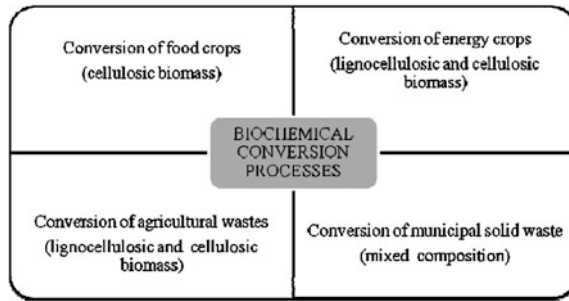 Conversion of food crops
(cellulosic biomass)
Conversion of energy crops
(lignocellulosic and cellulosic
biomass)
BIOCHEMICAL
CONVERSION
PROCESSES
Conversion of agricultural wastes
(lignocellulosic and cellulosic
biomass)
Conversion of municipal solid waste
(mixed composition)